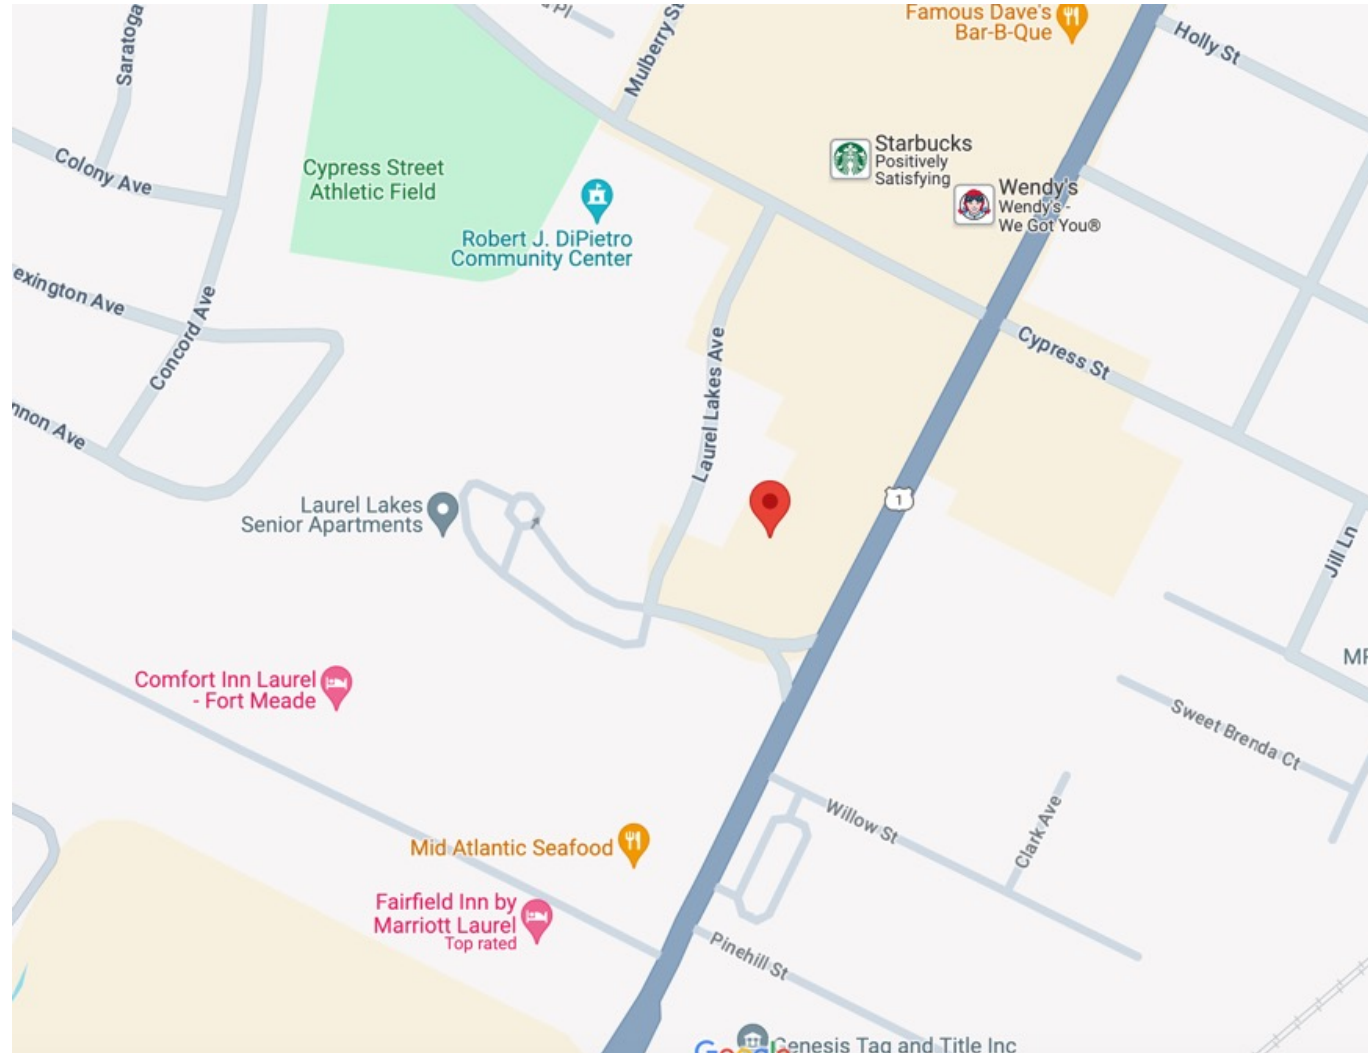 Famous Dave's
Bar-B-Que
Holly St
Mulberry St
Saratoga
Pl
Starbucks
Positively
Satisfying
Colony Ave
Cypress Street
Athletic Field
Wendy's
Wendy's -
We Got You®
Robert J. DiPietro
Community Center
exington Ave
Concord Ave
Laurel Lakes Ave
Cypress St
nnon Ave
1
Laurel Lakes
Senior Apartments
Jill Ln
Comfort Inn Laurel
- Fort Meade
Sweet Brenda Ct
Willow St
Clark Ave
Mid Atlantic Seafood
Fairfield Inn by
Marriott Laurel
Top rated
Pinehill St
Google
Genesis Tag and Title Inc